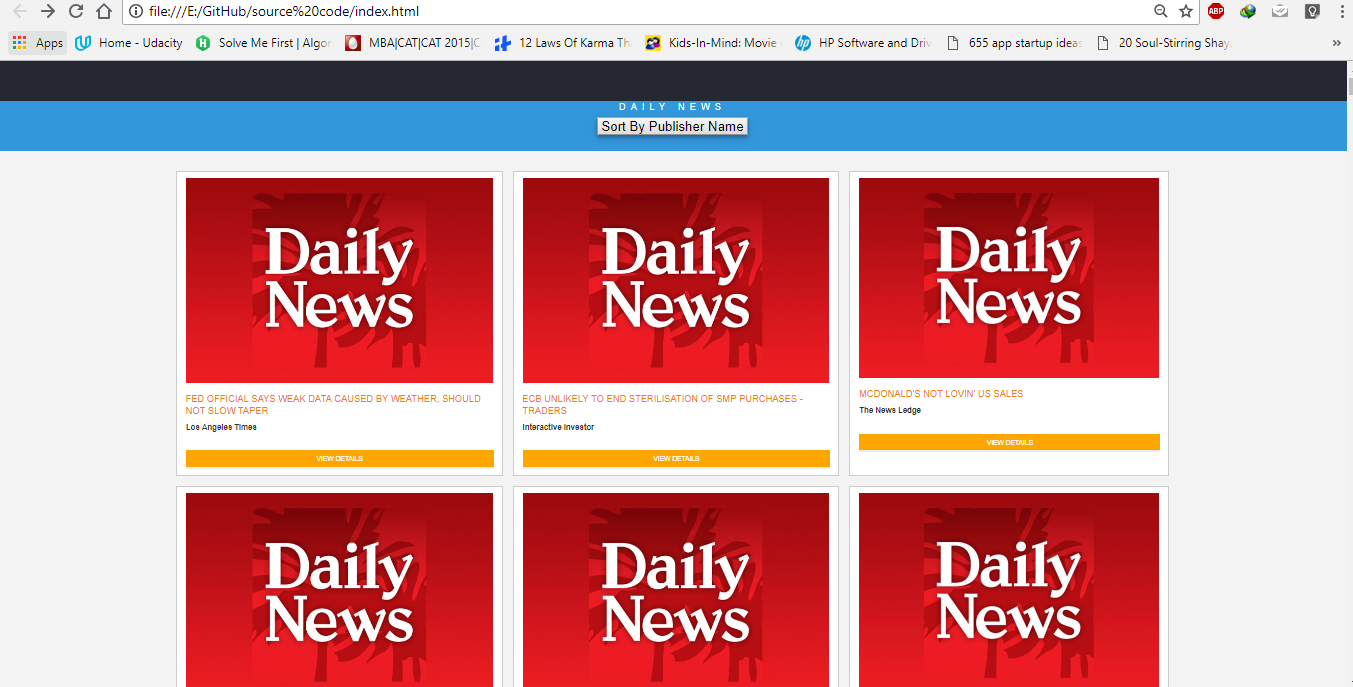 file:///E:/GitHub/source%20code/index.html
ABP
Apps
Home - Udacity
Solve Me First | Algor
MBA|CAT|CAT 2015|C
12 Laws Of Karma Th
Kids-In-Mind: Movie
HP Software and Driv
655 app startup ideas
20 Soul-Stirring Shay
»
DAILY NEWS
Sort By Publisher Name
Daily
News
FED OFFICIAL SAYS WEAK DATA CAUSED BY WEATHER, SHOULD
NOT SLOW TAPER
Los Angeles Times
VIEW DETAILS
Daily
News
ECB UNLIKELY TO END STERILISATION OF SMP PURCHASES -
TRADERS
Interactive Investor
VIEW DETAILS
Daily
News
MCDONALD'S NOT LOVIN' US SALES
The News Ledge
VIEW DETAILS
Daily
News
Daily
News
Daily
News